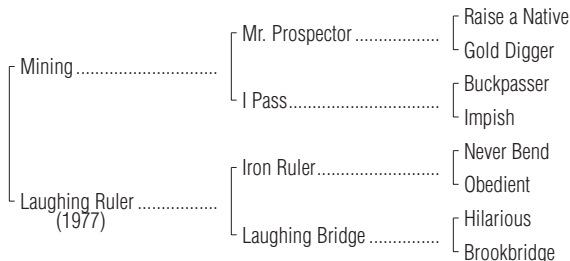 Raise a Native
Mr. Prospector ..................
Gold Digger
Mining ..............................
Buckpasser
I Pass................................
Impish
Never Bend
Iron Ruler..........................
Obedient
Laughing Ruler .................
(1977)
Hilarious
Laughing Bridge ...............
Brookbridge